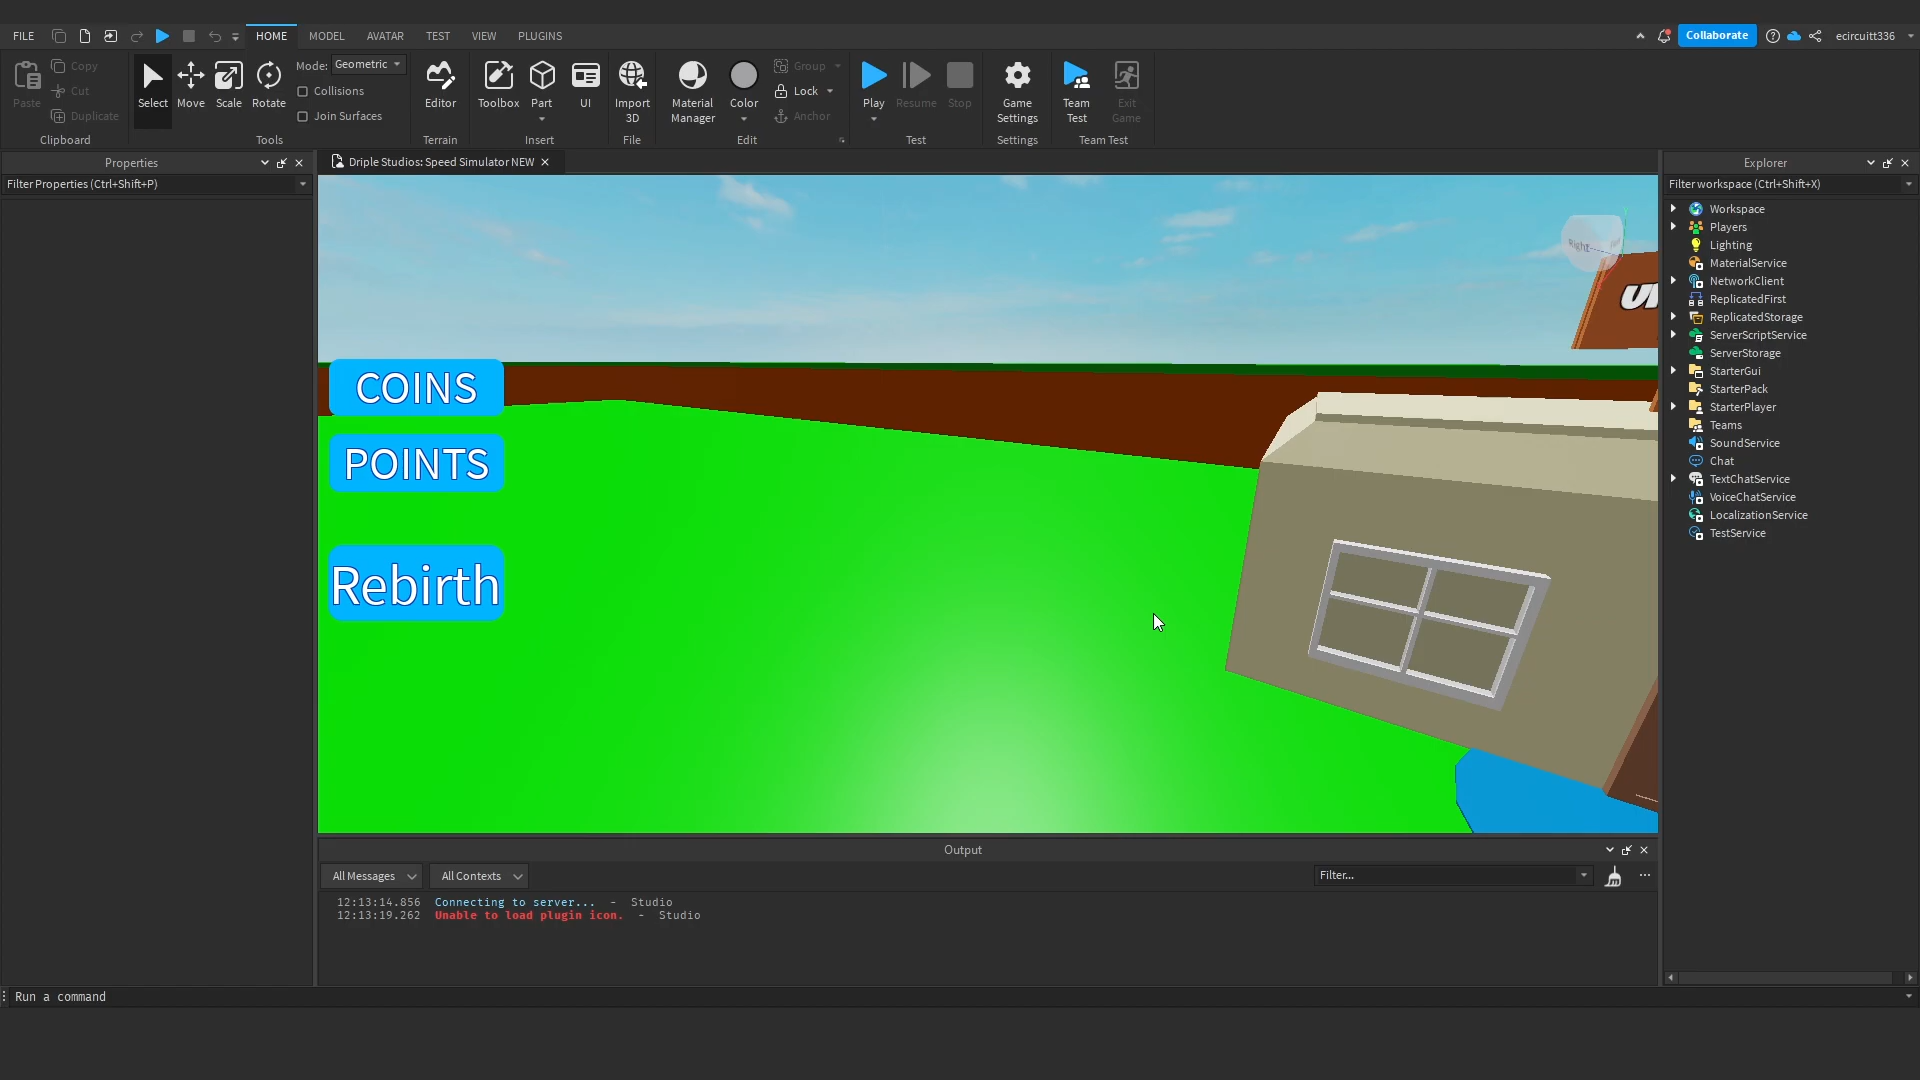 FILE
HOME
MODEL
AVATAR
TEST
VIEW
PLUGINS
Collaborate
ecircuitt336
Paste
Copy
Cut
Duplicate
Clipboard
Select
Move
Scale
Rotate
Mode: Geometric
Collisions
Join Surfaces
Tools
Editor
Terrain
Toolbox
Part
UI
Insert
Import
3D
File
Material
Manager
Color
Group
Lock
Anchor
Edit
Play
Resume
Stop
Test
Game
Settings
Settings
Team
Test
Exit
Game
Team Test
Properties
Filter Properties (Ctrl+Shift+P)
Driple Studios: Speed Simulator NEW
Right
COINS
POINTS
Rebirth
Explorer
Filter workspace (Ctrl+Shift+X)
Workspace
Players
Lighting
MaterialService
NetworkClient
ReplicatedFirst
ReplicatedStorage
ServerScriptService
ServerStorage
StarterGui
StarterPack
StarterPlayer
Teams
SoundService
Chat
TextChatService
VoiceChatService
LocalizationService
TestService
Output
All Messages
All Contexts
Filter...
12:13:14.856 Connecting to server... - Studio
12:13:19.262 Unable to load plugin icon. - Studio
Run a command